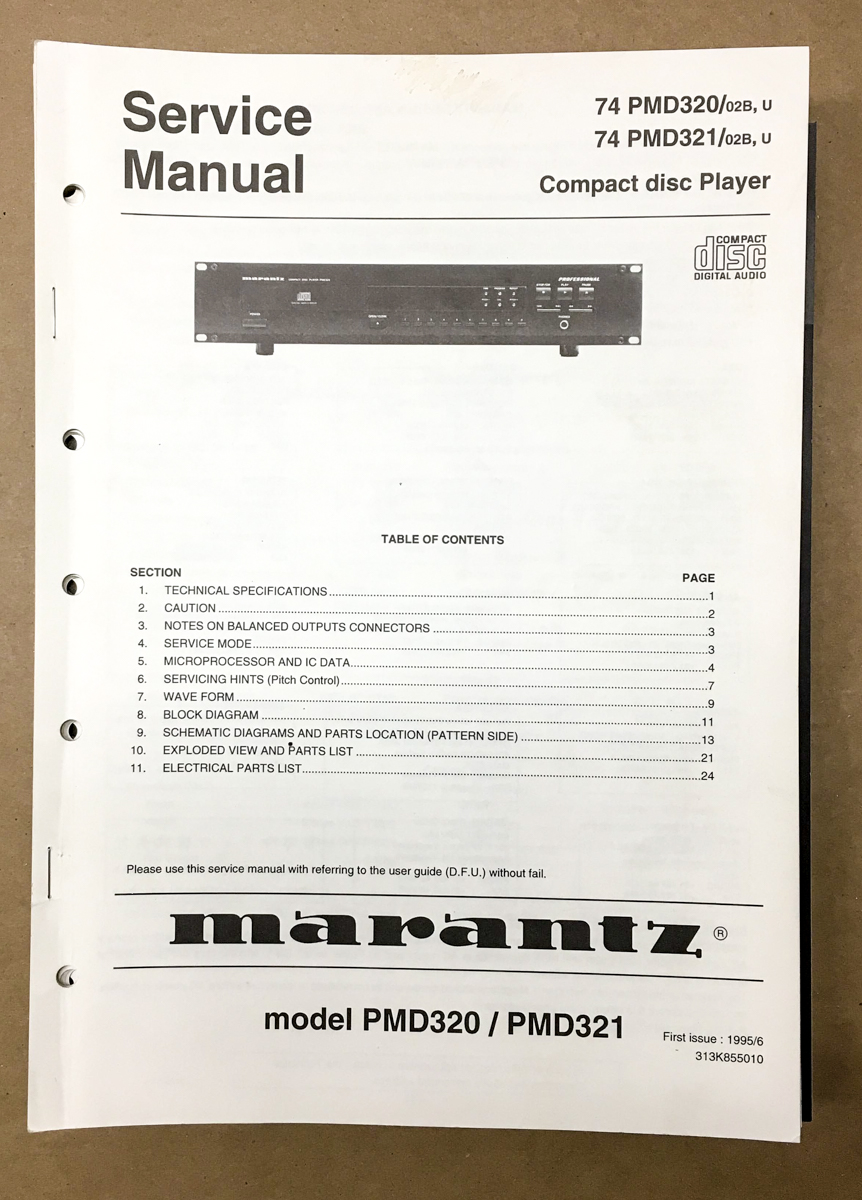 Service
Manual
74 PMD320/02B, U
74 PMD321/02B, U
Compact disc Player
COMPACT
disc
DIGITAL AUDIO
marantz
PROFESSIONAL
TABLE OF CONTENTS
SECTION PAGE
1. TECHNICAL SPECIFICATIONS 1
2. CAUTION 2
3. NOTES ON BALANCED OUTPUTS CONNECTORS 3
4. SERVICE MODE 3
5. MICROPROCESSOR AND IC DATA 4
6. SERVICING HINTS (Pitch Control) 7
7. WAVE FORM 9
8. BLOCK DIAGRAM 11
9. SCHEMATIC DIAGRAMS AND PARTS LOCATION (PATTERN SIDE) 13
10. EXPLODED VIEW AND PARTS LIST 21
11. ELECTRICAL PARTS LIST 24
Please use this service manual with referring to the user guide (D.F.U.) without fail.
marantz ®
model PMD320 / PMD321
First issue : 1995/6
313K855010